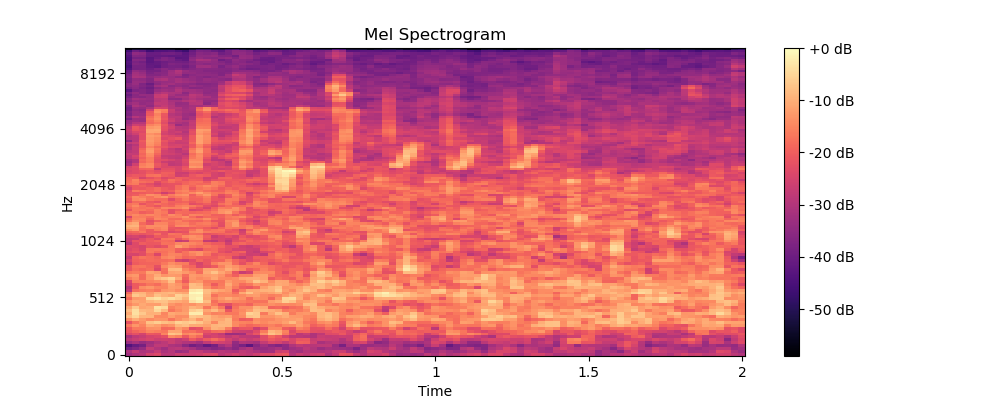 Mel Spectrogram
8192
4096
2048
1024
512
0
Hz
0
0.5
1
1.5
2
Time
+0 dB
-10 dB
-20 dB
-30 dB
-40 dB
-50 dB